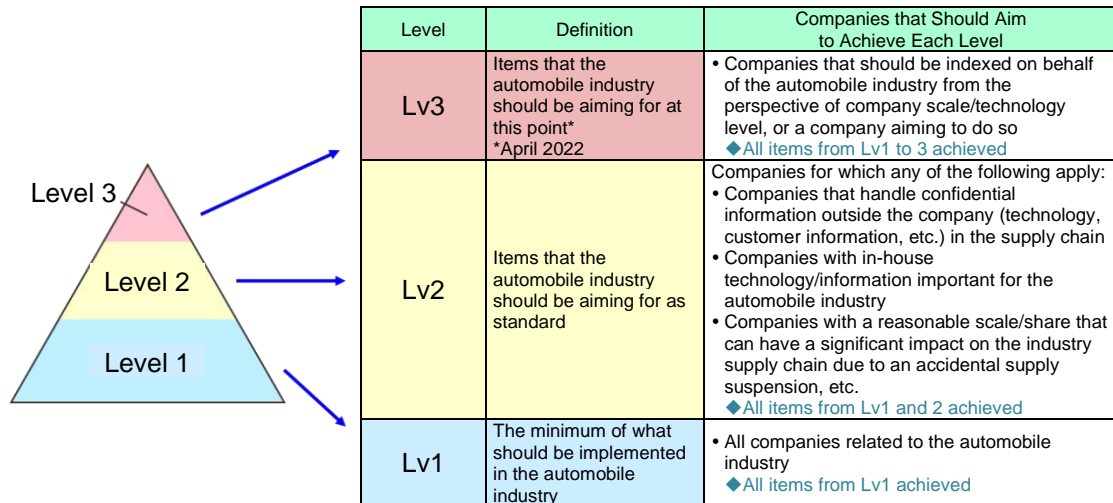 Level 3
Level 2
Level 1
Level
Definition
Companies that Should Aim
to Achieve Each Level
Lv3
Items that the
automobile industry
should be aiming for at
this point*
*April 2022
• Companies that should be indexed on behalf
of the automobile industry from the
perspective of company scale/technology
level, or a company aiming to do so
◆All items from Lv1 to 3 achieved
Lv2
Items that the
automobile industry
should be aiming for as
standard
Companies for which any of the following apply:
• Companies that handle confidential
information outside the company (technology,
customer information, etc.) in the supply chain
• Companies with in-house
technology/information important for the
automobile industry
• Companies with a reasonable scale/share that
can have a significant impact on the industry
supply chain due to an accidental supply
suspension, etc.
◆All items from Lv1 and 2 achieved
Lv1
The minimum of what
should be implemented
in the automobile
industry
• All companies related to the automobile
industry
◆All items from Lv1 achieved